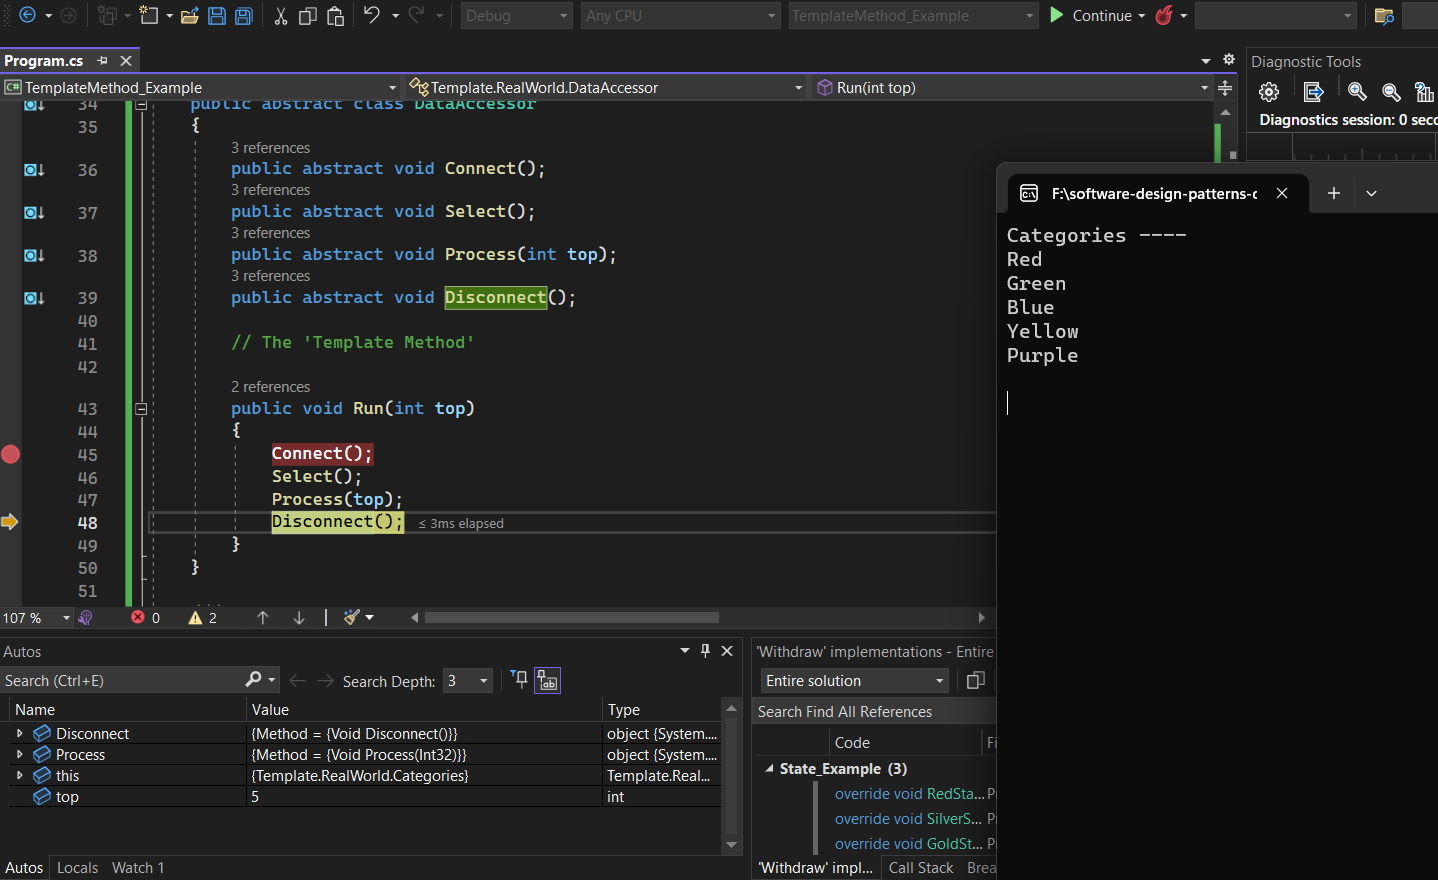 Debug
Any CPU
TemplateMethod_Example
Continue
Program.cs
C# TemplateMethod_Example
Template.RealWorld.DataAccessor
Run(int top)
34 public abstract class DataAccessor
35 {
3 references
36 public abstract void Connect();
3 references
37 public abstract void Select();
3 references
38 public abstract void Process(int top);
3 references
39 public abstract void Disconnect();
40
41 // The 'Template Method'
42
2 references
43 public void Run(int top)
44 {
45 Connect();
46 Select();
47 Process(top);
48 Disconnect(); ≤ 3ms elapsed
49 }
50 }
51
107 %
0
2
Diagnostic Tools
Diagnostics session: 0 seco
F:\software-design-patterns-c
Categories ----
Red
Green
Blue
Yellow
Purple
Autos
Search (Ctrl+E)
Search Depth: 3
Name Value Type
Disconnect {Method = {Void Disconnect()}} object {System....
Process {Method = {Void Process(Int32)}} object {System....
this {Template.RealWorld.Categories} Template.Real...
top 5 int
Autos Locals Watch 1
'Withdraw' implementations - Entire
Entire solution
Search Find All References
Code Fi
State_Example (3)
override void RedSta... P
override void SilverS... P
override void GoldSt... P
'Withdraw' impl... Call Stack Brea